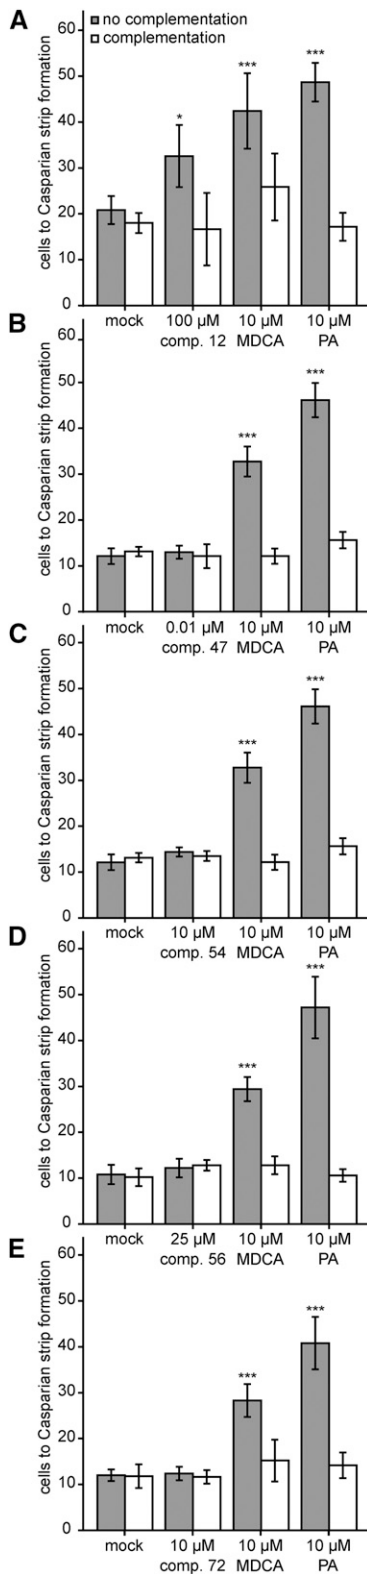 A
no complementation
complementation
cells to Casparian strip formation
60
50
40
30
20
10
0
*
***
***
mock
100 µM
comp. 12
10 µM
MDCA
10 µM
PA
B
cells to Casparian strip formation
60
50
40
30
20
10
0
***
***
mock
0.01 µM
comp. 47
10 µM
MDCA
10 µM
PA
C
cells to Casparian strip formation
60
50
40
30
20
10
0
***
***
mock
10 µM
comp. 54
10 µM
MDCA
10 µM
PA
D
cells to Casparian strip formation
60
50
40
30
20
10
0
***
***
mock
25 µM
comp. 56
10 µM
MDCA
10 µM
PA
E
cells to Casparian strip formation
60
50
40
30
20
10
0
***
***
mock
10 µM
comp. 72
10 µM
MDCA
10 µM
PA